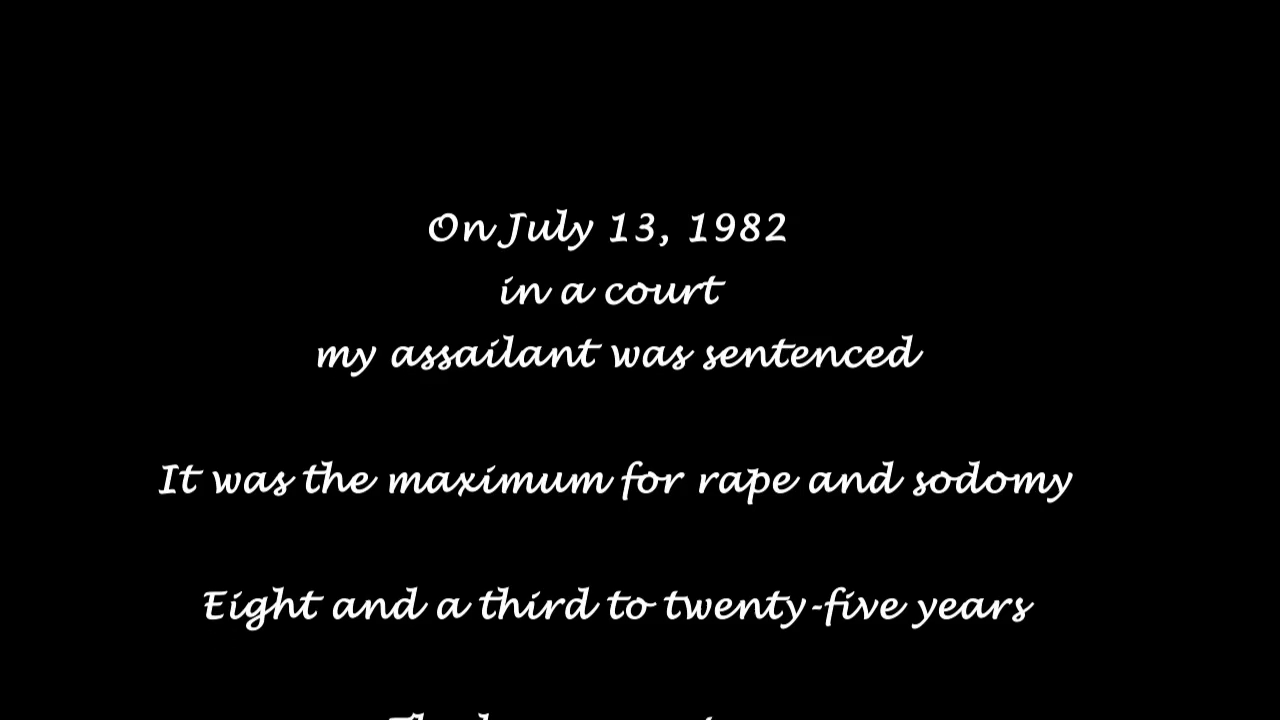 On July 13, 1982
in a court
my assailant was sentenced
It was the maximum for rape and sodomy
Eight and a third to twenty-five years